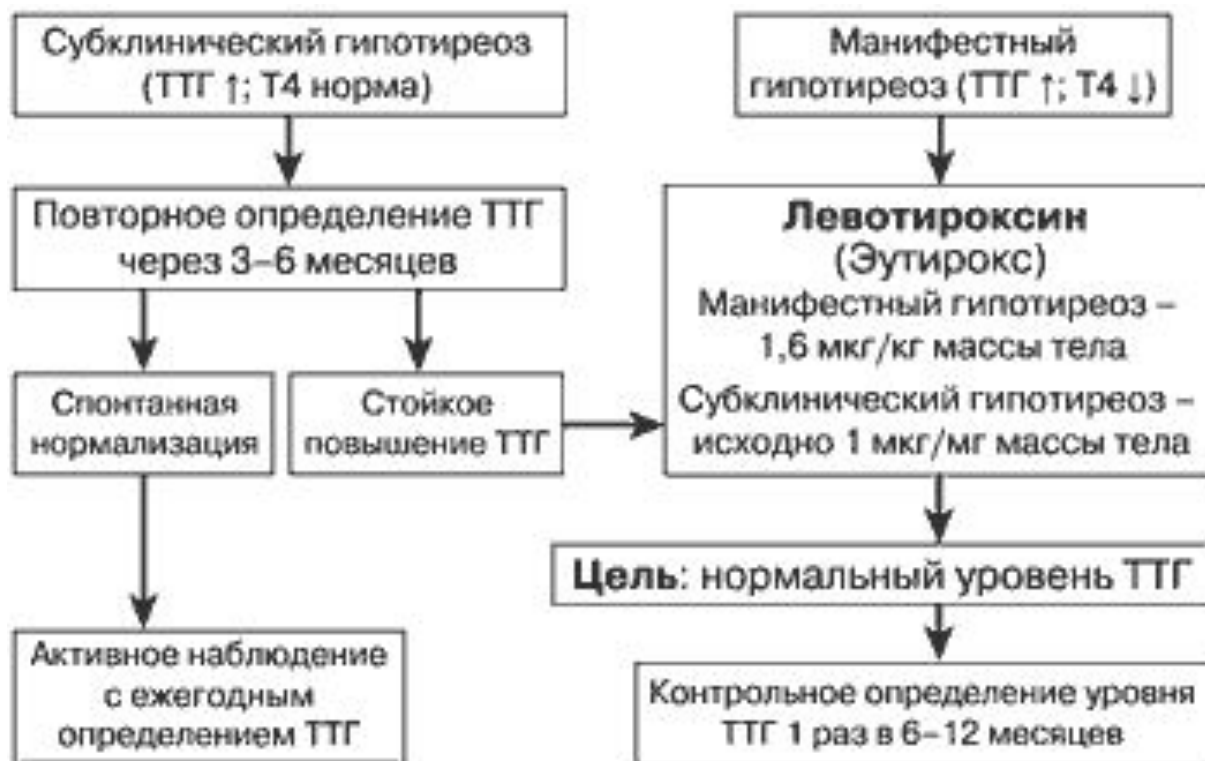 Субклинический гипотиреоз
(ТТГ ↑; Т4 норма)
Повторное определение ТТГ
через 3–6 месяцев
Спонтанная
нормализация
Стойкое
повышение ТТГ
Активное наблюдение
с ежегодным
определением ТТГ
Манифестный
гипотиреоз (ТТГ ↑; Т4 ↓)
Левотироксин
(Эутирокс)
Манифестный гипотиреоз –
1,6 мкг/кг массы тела
Субклинический гипотиреоз –
исходно 1 мкг/мг массы тела
Цель: нормальный уровень ТТГ
Контрольное определение уровня
ТТГ 1 раз в 6–12 месяцев